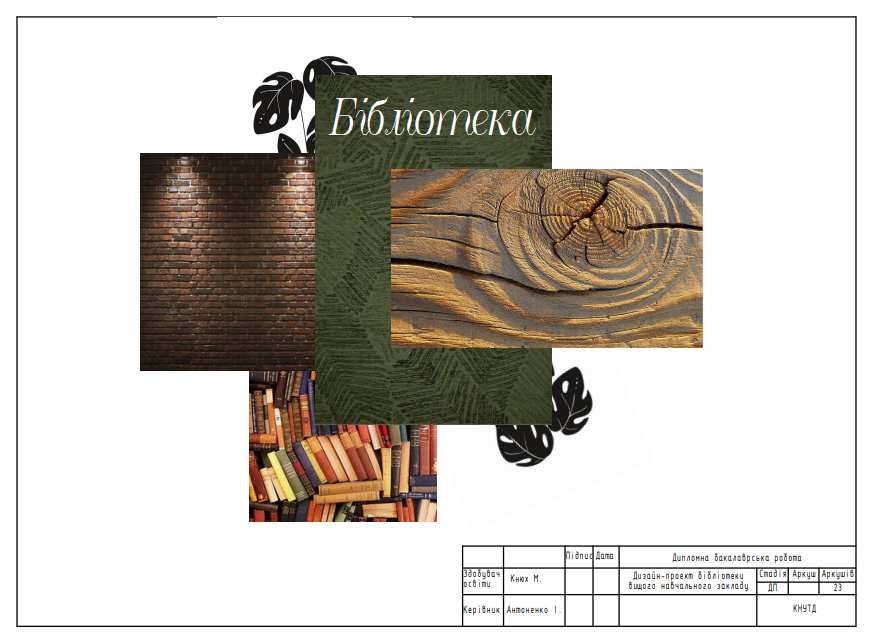 Бібліотека
Підпис Дата Дипломна бакалаврська робота
Здобувач освіти Кнюх М. Дизайн-проект бібліотеки вищого навчального закладу Стадія Аркуш Аркушів
ДП 23
Керівник Антоненко І. КНУТД